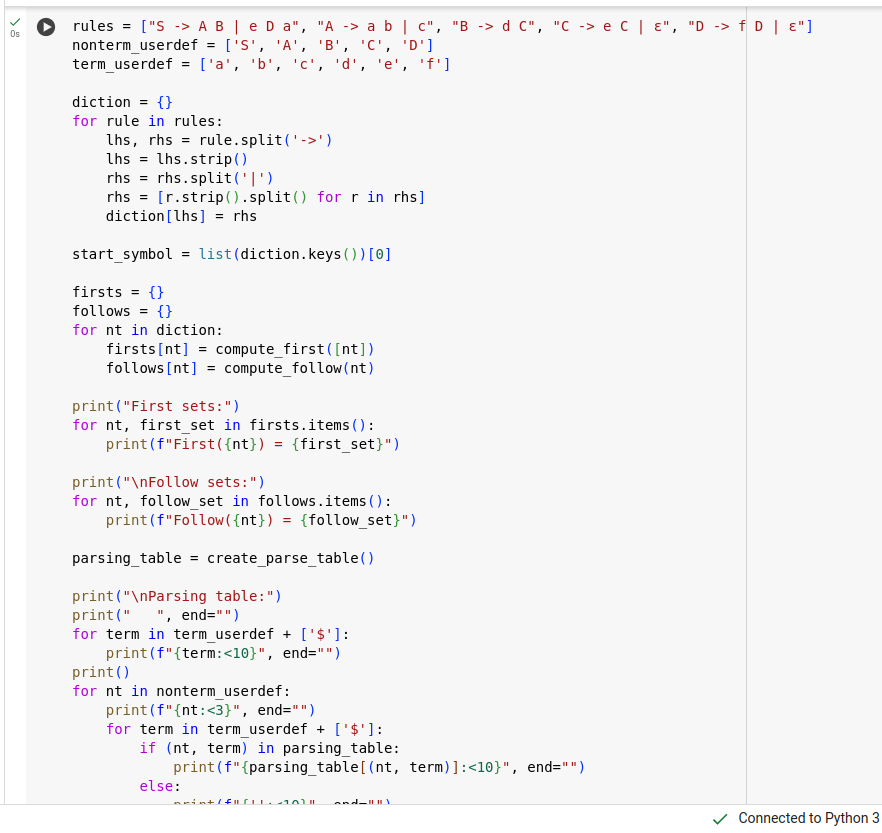 0s
rules = ["S -> A B | e D a", "A -> a b | c", "B -> d C", "C -> e C | ε", "D -> f D | ε"]
nonterm_userdef = ['S', 'A', 'B', 'C', 'D']
term_userdef = ['a', 'b', 'c', 'd', 'e', 'f']
diction = {}
for rule in rules:
    lhs, rhs = rule.split('->')
    lhs = lhs.strip()
    rhs = rhs.split('|')
    rhs = [r.strip().split() for r in rhs]
    diction[lhs] = rhs
start_symbol = list(diction.keys())[0]
firsts = {}
follows = {}
for nt in diction:
    firsts[nt] = compute_first([nt])
    follows[nt] = compute_follow(nt)
print("First sets:")
for nt, first_set in firsts.items():
    print(f"First({nt}) = {first_set}")
print("\nFollow sets:")
for nt, follow_set in follows.items():
    print(f"Follow({nt}) = {follow_set}")
parsing_table = create_parse_table()
print("\nParsing table:")
print("   ", end="")
for term in term_userdef + ['$']:
    print(f"{term:<10}", end="")
print()
for nt in nonterm_userdef:
    print(f"{nt:<3}", end="")
    for term in term_userdef + ['$']:
        if (nt, term) in parsing_table:
            print(f"{parsing_table[(nt, term)]:<10}", end="")
        else:
            print(f"{'':<10}", end="")
Connected to Python 3